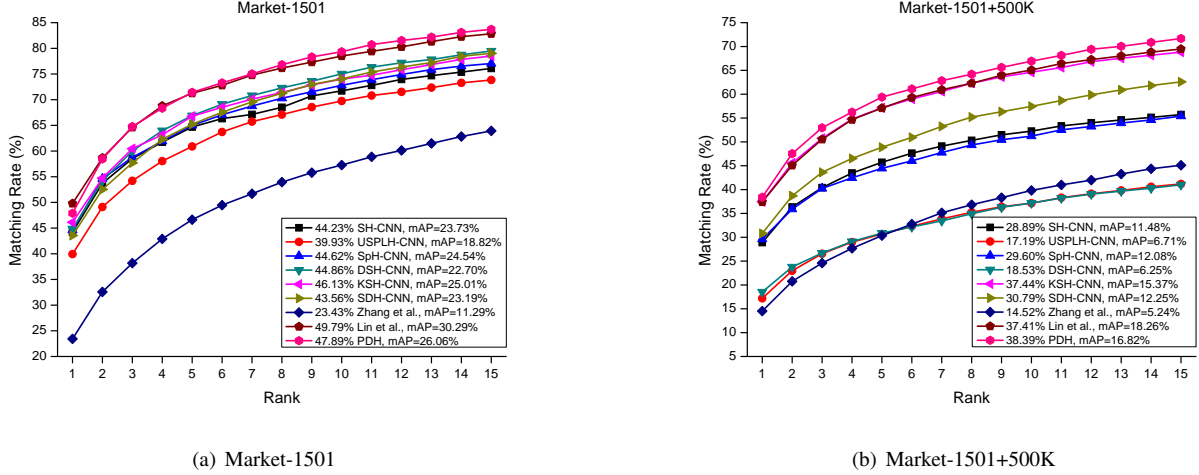 Market-1501
Matching Rate (%)
85
80
75
70
65
60
55
50
45
40
35
30
25
20
44.23% SH-CNN, mAP=23.73%
39.93% USPLH-CNN, mAP=18.82%
44.62% SpH-CNN, mAP=24.54%
44.86% DSH-CNN, mAP=22.70%
46.13% KSH-CNN, mAP=25.01%
43.56% SDH-CNN, mAP=23.19%
23.43% Zhang et al., mAP=11.29%
49.79% Lin et al., mAP=30.29%
47.89% PDH, mAP=26.06%
1 2 3 4 5 6 7 8 9 10 11 12 13 14 15
Rank
(a) Market-1501
Market-1501+500K
Matching Rate (%)
75
70
65
60
55
50
45
40
35
30
25
20
15
10
5
28.89% SH-CNN, mAP=11.48%
17.19% USPLH-CNN, mAP=6.71%
29.60% SpH-CNN, mAP=12.08%
18.53% DSH-CNN, mAP=6.25%
37.44% KSH-CNN, mAP=15.37%
30.79% SDH-CNN, mAP=12.25%
14.52% Zhang et al., mAP=5.24%
37.41% Lin et al., mAP=18.26%
38.39% PDH, mAP=16.82%
1 2 3 4 5 6 7 8 9 10 11 12 13 14 15
Rank
(b) Market-1501+500K